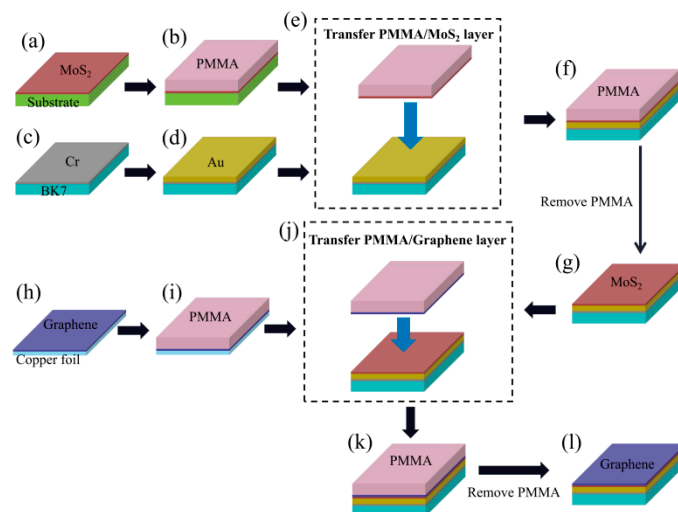 (a)
MoS₂
Substrate
(b)
PMMA
(c)
Cr
BK7
(d)
Au
(e)
Transfer PMMA/MoS₂ layer
(f)
PMMA
Remove PMMA
(g)
MoS₂
(h)
Graphene
Copper foil
(i)
PMMA
(j)
Transfer PMMA/Graphene layer
(k)
PMMA
Remove PMMA
(l)
Graphene